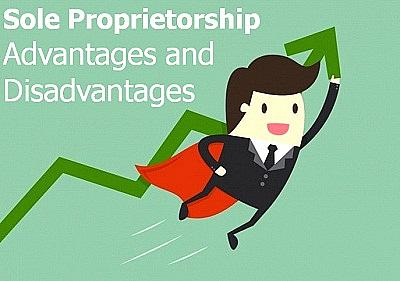 Sole Proprietorship
Advantages and
Disadvantages